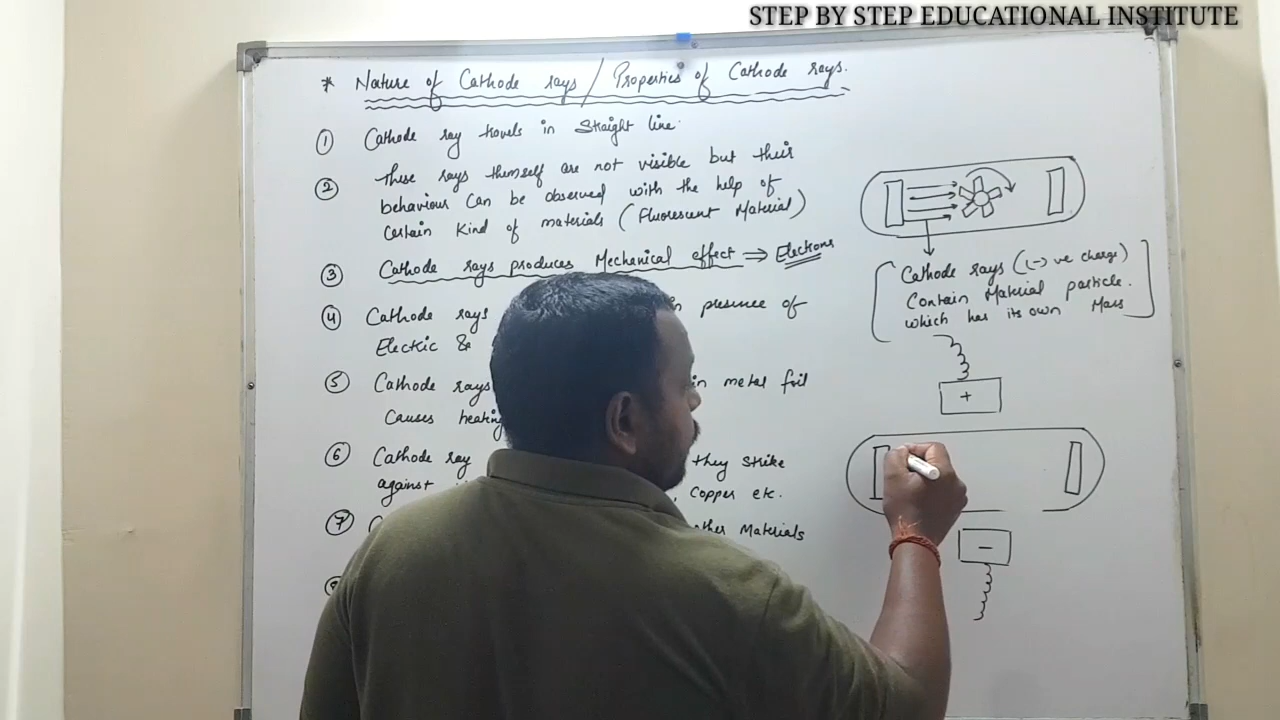 STEP BY STEP EDUCATIONAL INSTITUTE
* Nature of Cathode rays / Properties of Cathode rays.
① Cathode ray travels in Straight line.
② These rays themself are not visible but their
behaviour Can be observed with the help of
Certain Kind of materials (Fluorescent Material)
③ Cathode rays produces Mechanical effect ⇒ Electrons
④ Cathode rays presence of
Electric &
⑤ Cathode rays metal foil
Causes heating
⑥ Cathode ray they strike
against , Copper etc.
⑦ other Materials
Cathode rays ((-) ve charge)
Contain Material particle.
which has its own Mass
+
-